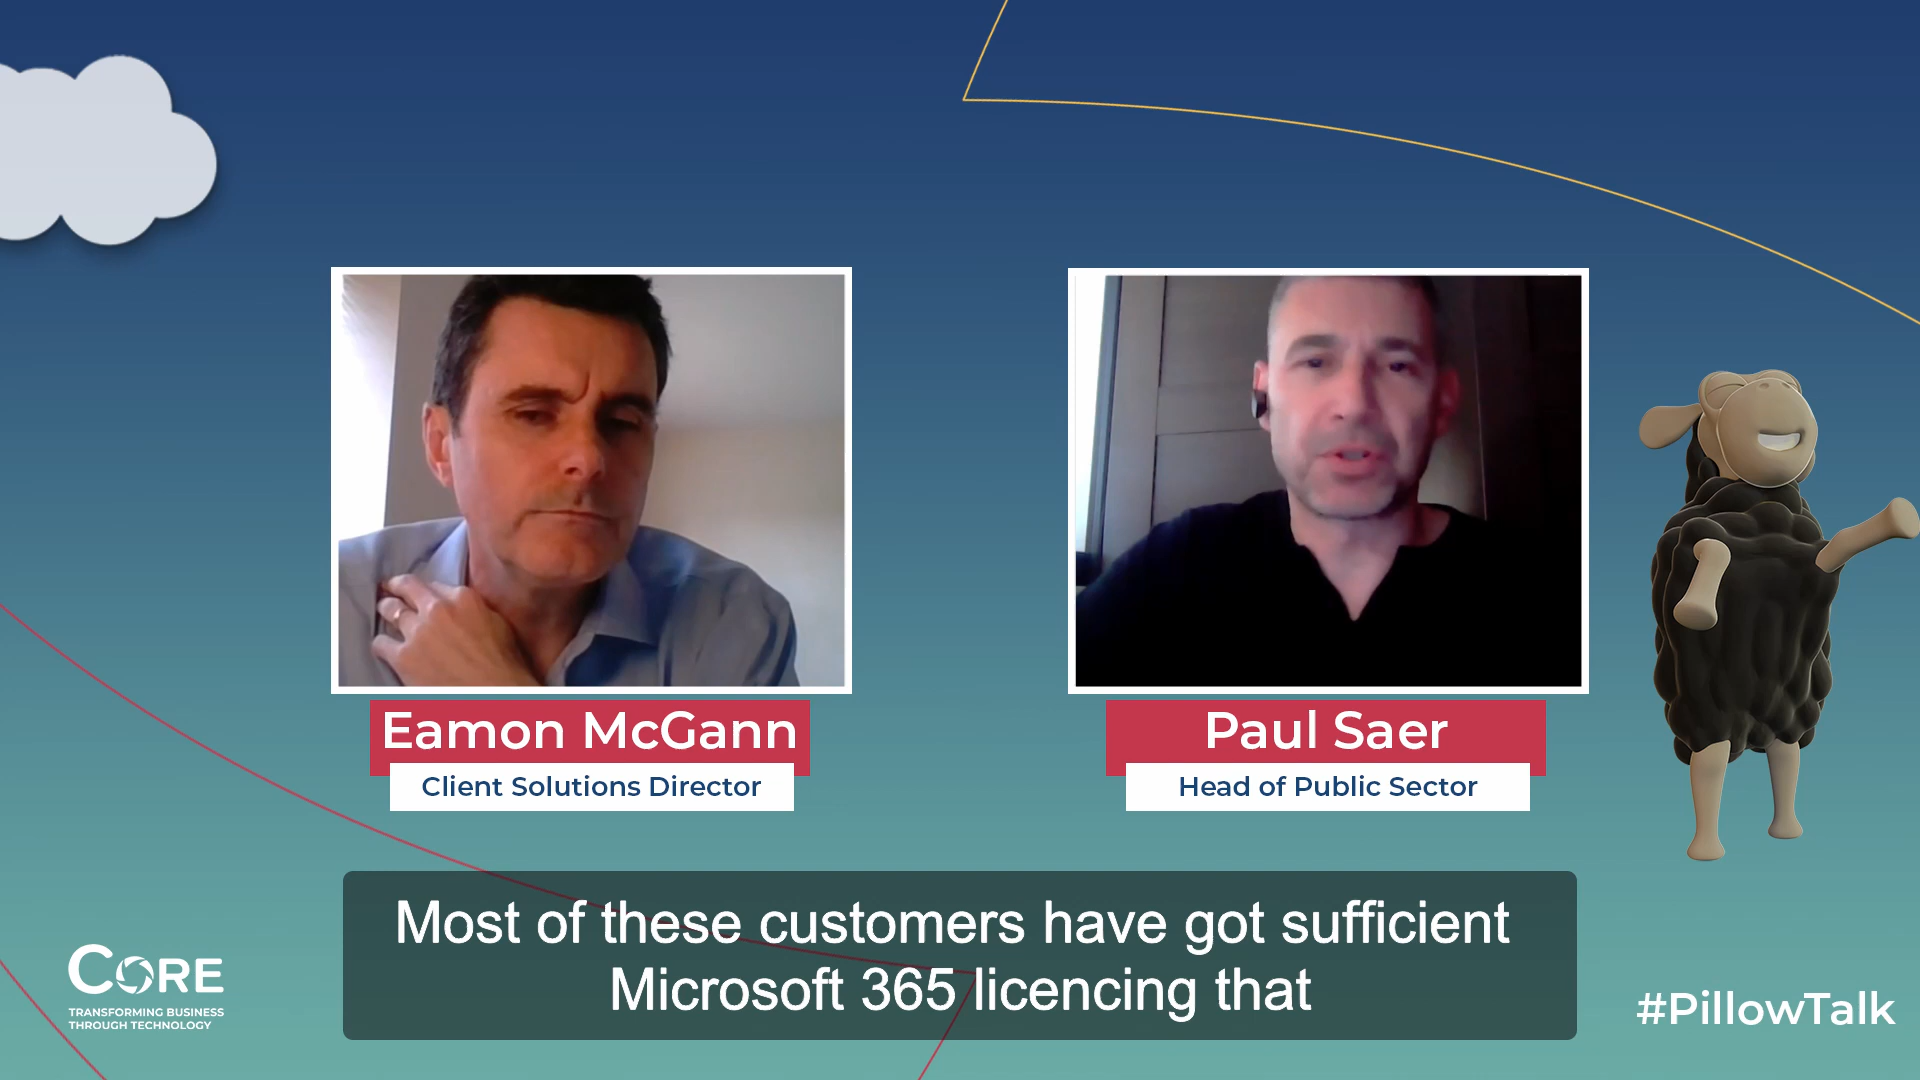 Eamon McGann
Client Solutions Director
Paul Saer
Head of Public Sector
Most of these customers have got sufficient
Microsoft 365 licencing that
CORE
TRANSFORMING BUSINESS
THROUGH TECHNOLOGY
#PillowTalk